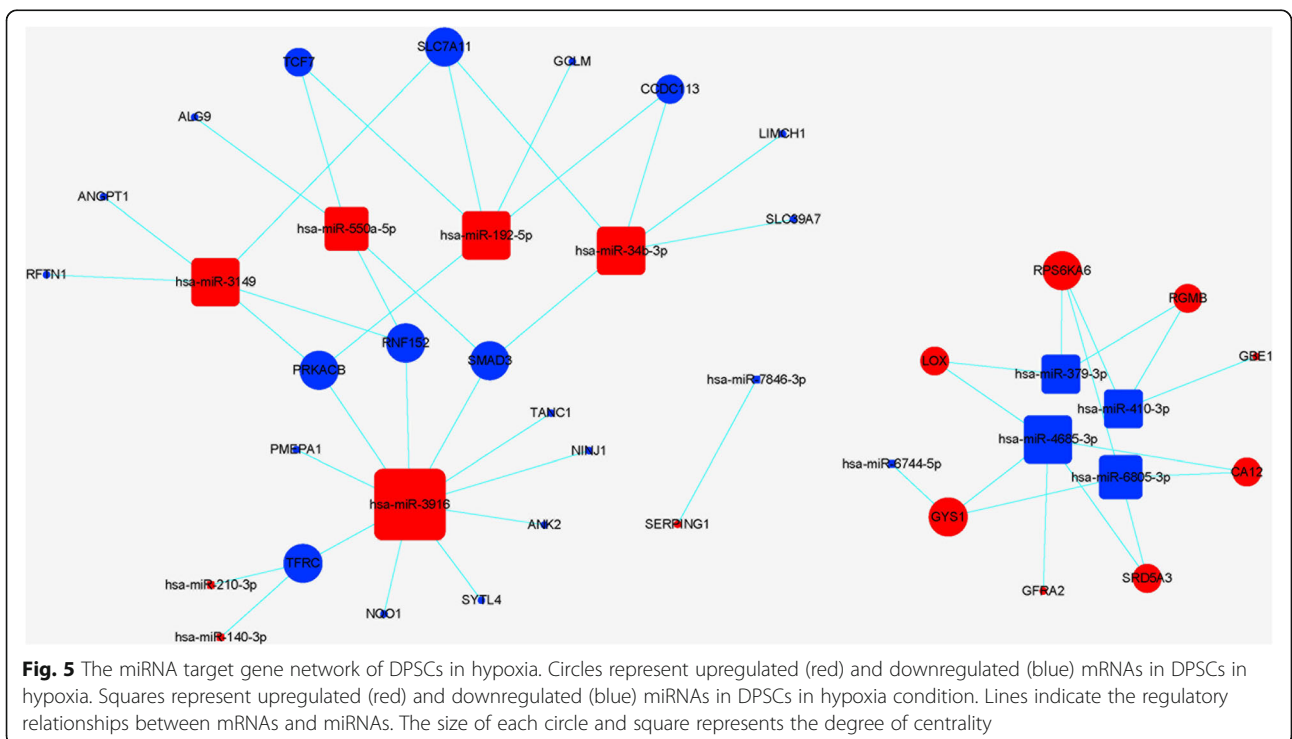 SLC7A11
TCF7
GCLM
CCDC113
ALG9
LIMCH1
ANGPT1
SLC39A7
hsa-miR-550a-5p
hsa-miR-192-5p
hsa-miR-34b-3p
RFTN1
hsa-miR-3149
RPS6KA6
RGMB
RNF152
SMAD3
PRKACB
LOX
GBE1
hsa-miR-379-3p
hsa-miR-7846-3p
hsa-miR-410-3p
TANC1
hsa-miR-4685-3p
PMEPA1
NINJ1
hsa-miR-6744-5p
hsa-miR-6805-3p
CA12
hsa-miR-3916
ANK2
SERPING1
GYS1
TFRC
hsa-miR-210-3p
SRD5A3
GFRA2
SYTL4
NQO1
hsa-miR-140-3p
Fig. 5 The miRNA target gene network of DPSCs in hypoxia. Circles represent upregulated (red) and downregulated (blue) mRNAs in DPSCs in
hypoxia. Squares represent upregulated (red) and downregulated (blue) miRNAs in DPSCs in hypoxia condition. Lines indicate the regulatory
relationships between mRNAs and miRNAs. The size of each circle and square represents the degree of centrality